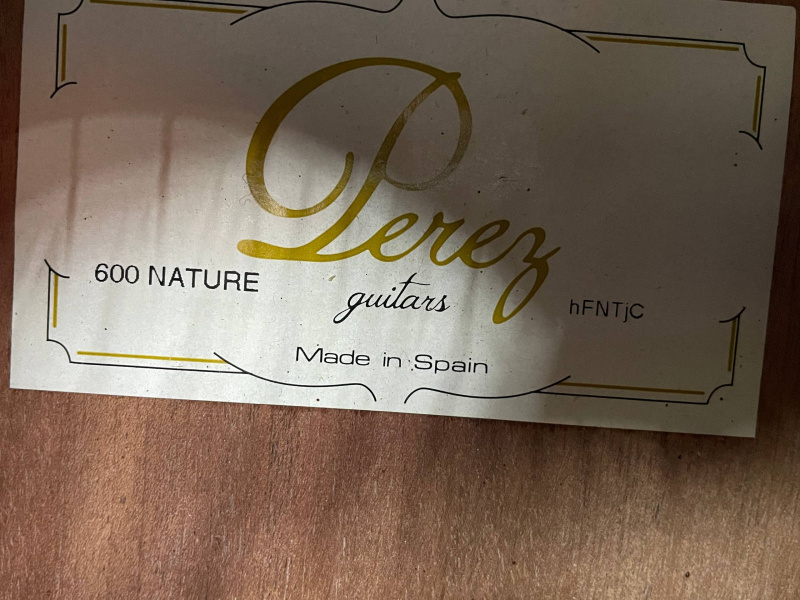 Perez
600 NATURE
guitars
hFNTjC
Made in Spain